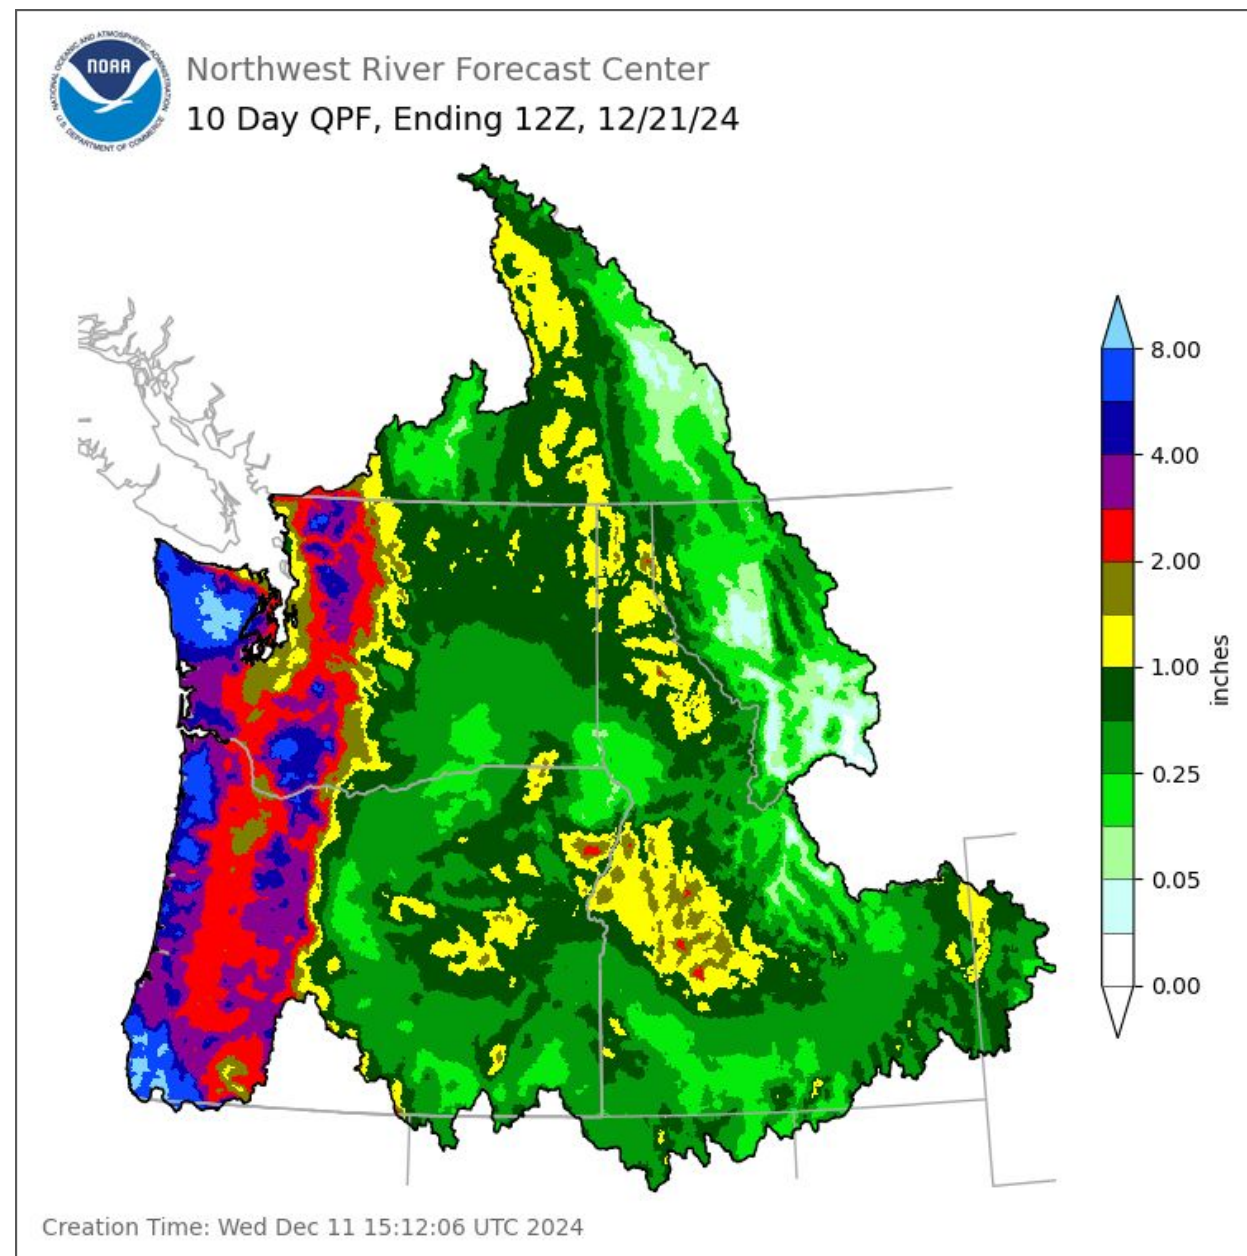 NATIONAL OCEANIC AND ATMOSPHERIC ADMINISTRATION
NOAA
U.S. DEPARTMENT OF COMMERCE
Northwest River Forecast Center
10 Day QPF, Ending 12Z, 12/21/24
8.00
4.00
2.00
1.00
inches
0.25
0.05
0.00
Creation Time: Wed Dec 11 15:12:06 UTC 2024